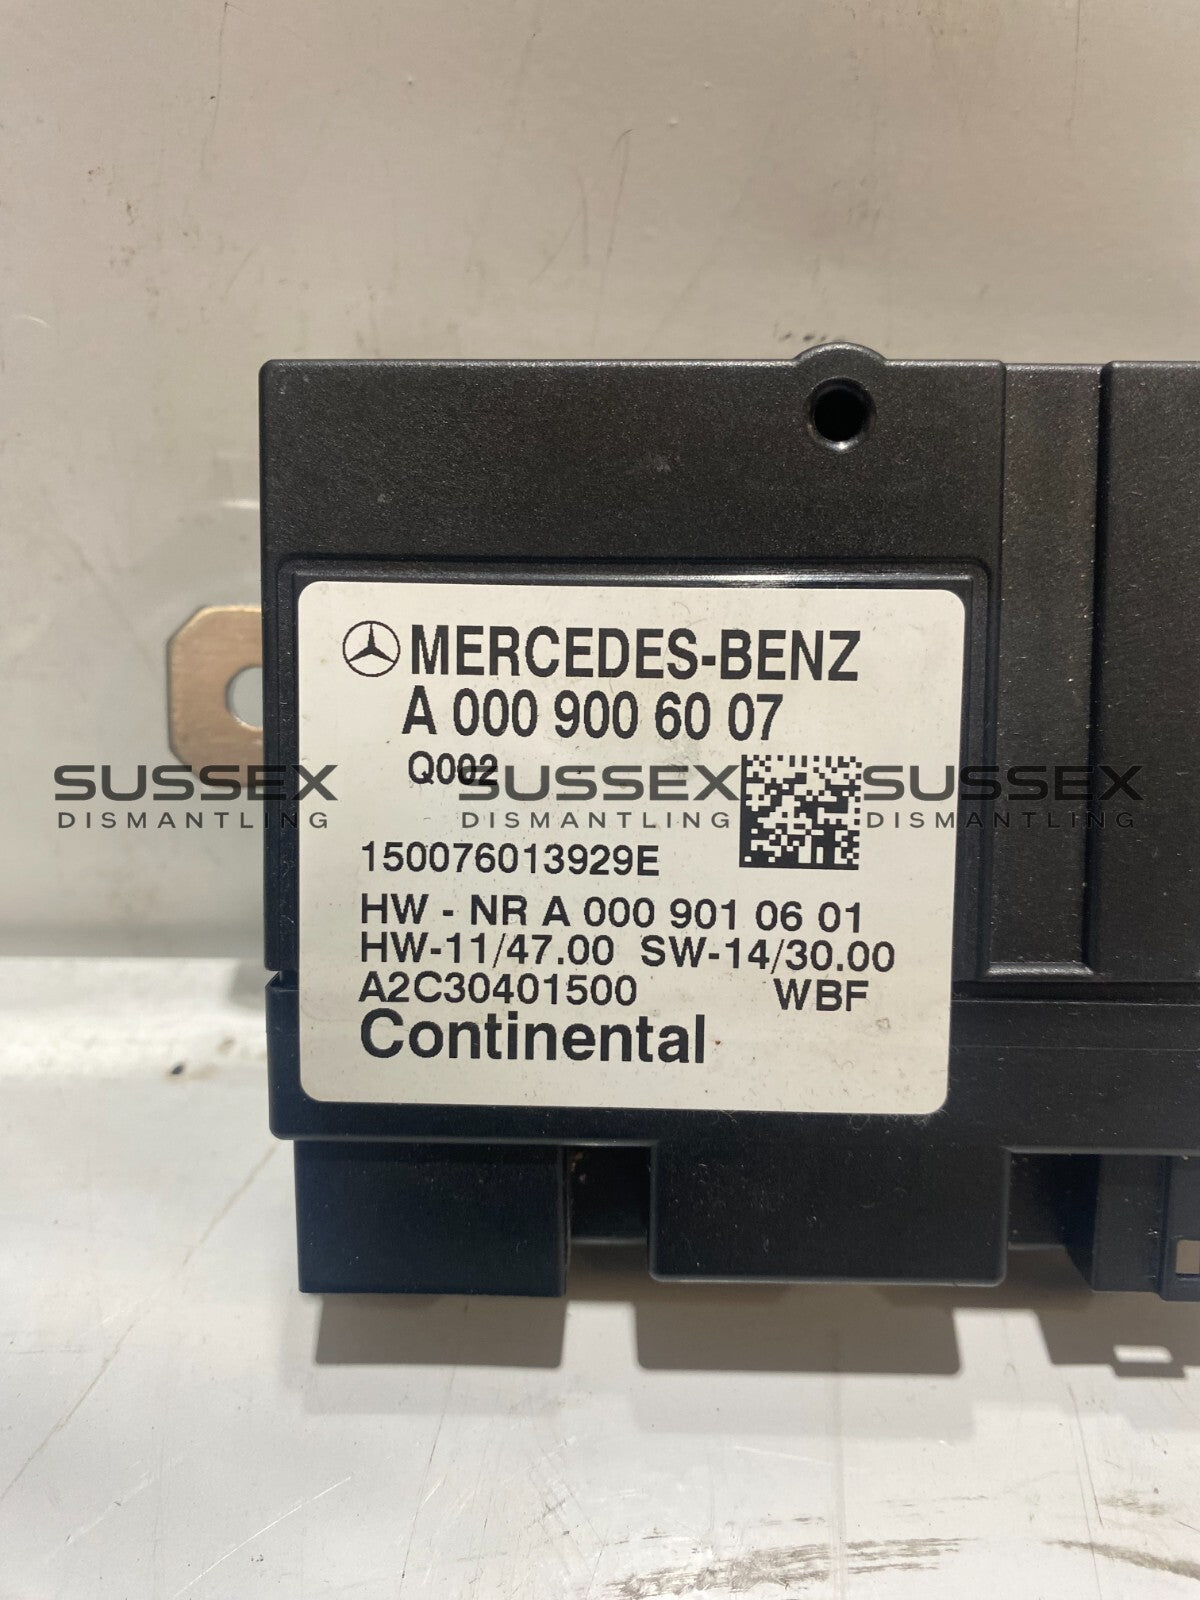 MERCEDES-BENZ
A 000 900 60 07
Q002
SUSSEX SUSSEX SUSSEX
DISMANTLING DISMANTLING DISMANTLING
150076013929E
HW - NR A 000 901 06 01
HW-11/47.00 SW-14/30.00
A2C30401500 WBF
Continental